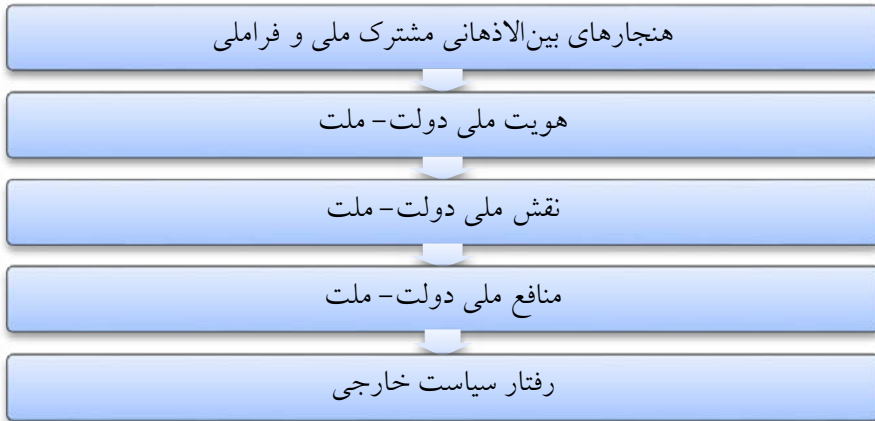 هنجارهای بین‌الاذهانی مشترک ملی و فراملی
هویت ملی دولت- ملت
نقش ملی دولت- ملت
منافع ملی دولت- ملت
رفتار سیاست خارجی